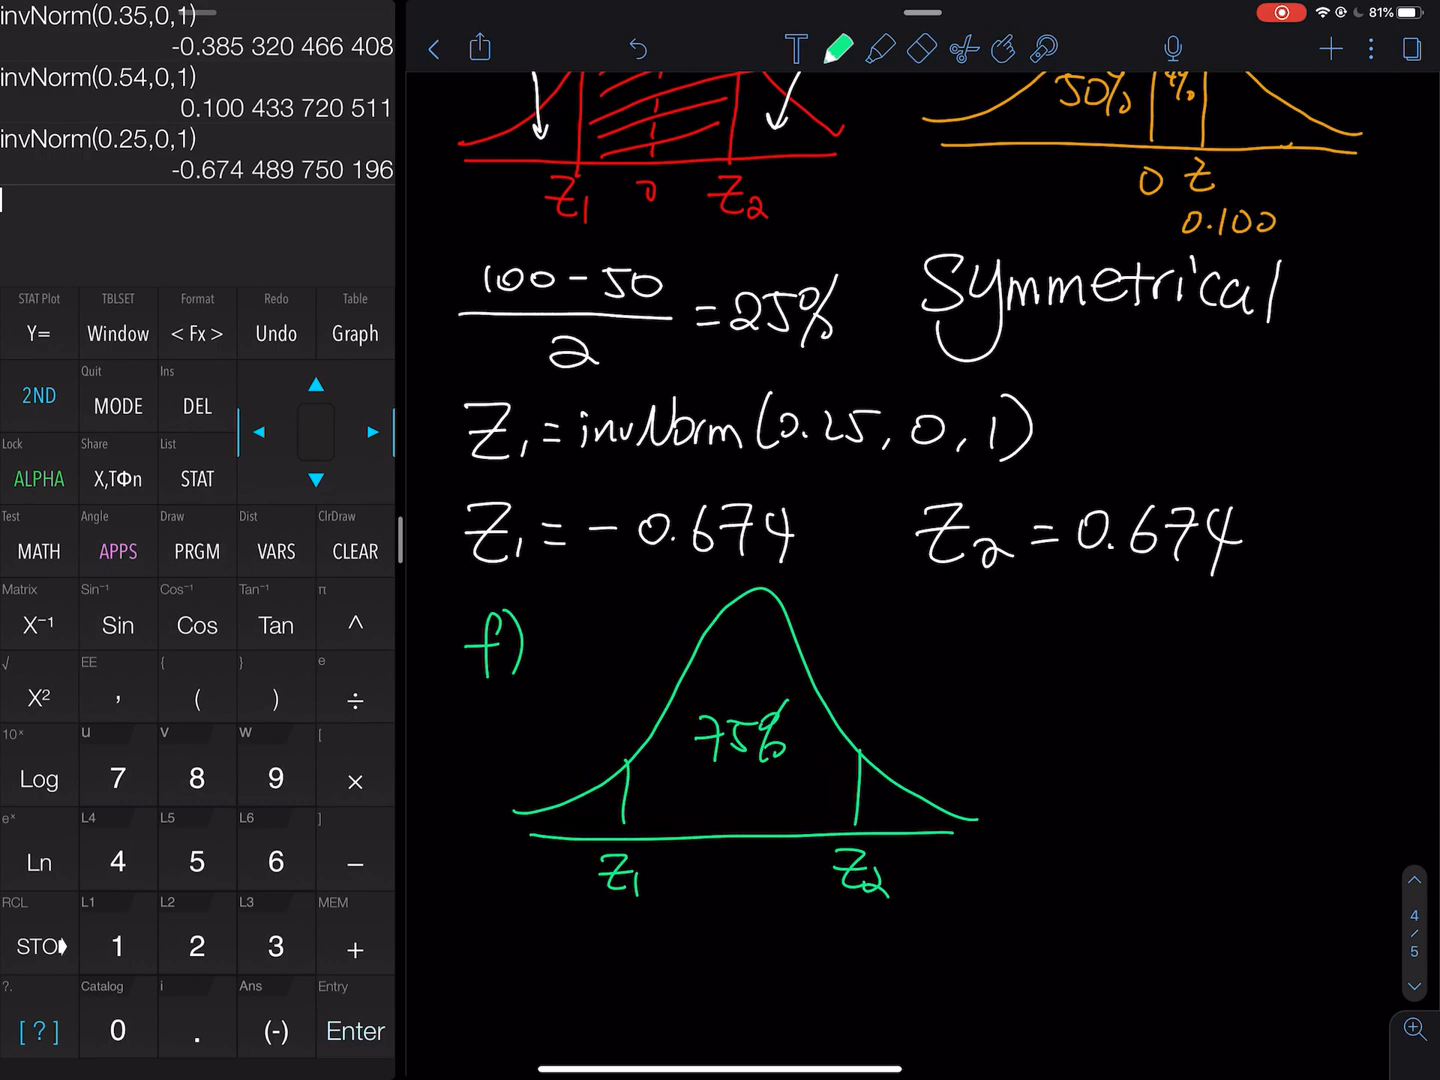 invNorm(0.35,0,1)
-0.385 320 466 408
invNorm(0.54,0,1)
0.100 433 720 511
invNorm(0.25,0,1)
-0.674 489 750 196
STAT Plot TBLSET Format Redo Table
Y= Window < Fx > Undo Graph
Quit Ins
2ND MODE DEL
Lock Share List
ALPHA X,TΦn STAT
Test Angle Draw Dist ClrDraw
MATH APPS PRGM VARS CLEAR
Matrix Sin⁻¹ Cos⁻¹ Tan⁻¹ π
X⁻¹ Sin Cos Tan ^
√ EE { } e
X² , ( ) ÷
10ˣ u v w [
Log 7 8 9 ×
eˣ L4 L5 L6 ]
Ln 4 5 6 −
RCL L1 L2 L3 MEM
STO 1 2 3 +
?. Catalog i Ans Entry
[ ? ] 0 . (-) Enter
81%
T
50% 4%
Z₁ 0 Z₂
0 Z
0.100
100 - 50
2
= 25%
Symmetrical
Z₁ = invNorm(0.25, 0, 1)
Z₁ = - 0.674 Z₂ = 0.674
f)
75%
Z₁ Z₂
4
/
5